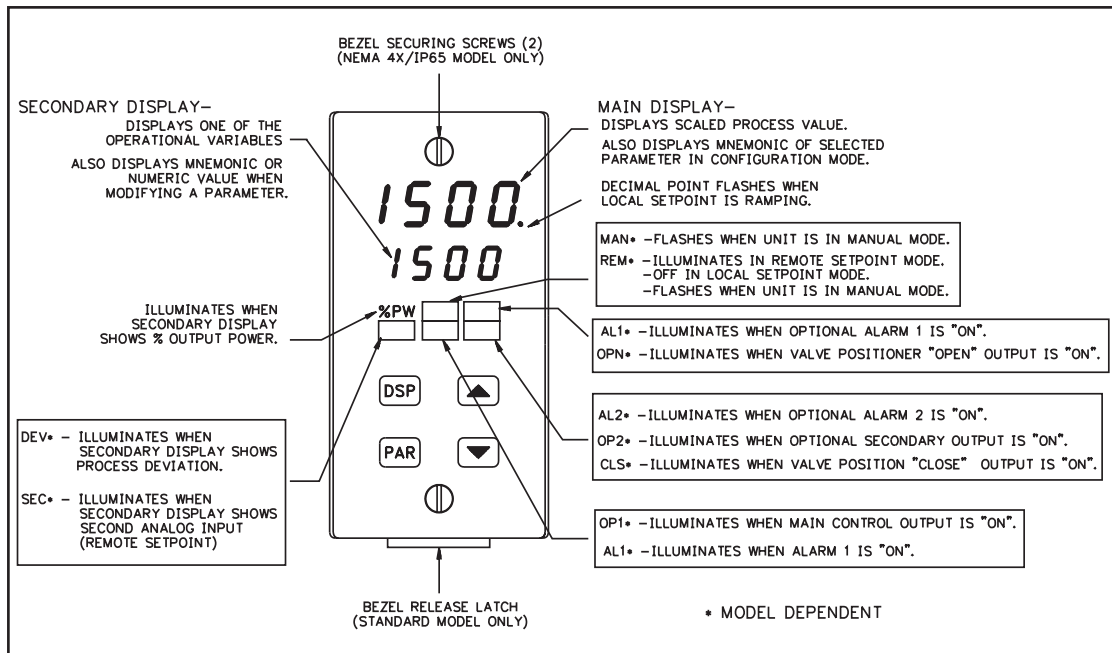 BEZEL SECURING SCREWS (2)
(NEMA 4X/IP65 MODEL ONLY)
SECONDARY DISPLAY–
DISPLAYS ONE OF THE
OPERATIONAL VARIABLES
ALSO DISPLAYS MNEMONIC OR
NUMERIC VALUE WHEN
MODIFYING A PARAMETER.
MAIN DISPLAY–
DISPLAYS SCALED PROCESS VALUE.
ALSO DISPLAYS MNEMONIC OF SELECTED
PARAMETER IN CONFIGURATION MODE.
DECIMAL POINT FLASHES WHEN
LOCAL SETPOINT IS RAMPING.
1500.
1500
MAN* –FLASHES WHEN UNIT IS IN MANUAL MODE.
REM* –ILLUMINATES IN REMOTE SETPOINT MODE.
–OFF IN LOCAL SETPOINT MODE.
–FLASHES WHEN UNIT IS IN MANUAL MODE.
ILLUMINATES WHEN
SECONDARY DISPLAY
SHOWS % OUTPUT POWER.
%PW
AL1* –ILLUMINATES WHEN OPTIONAL ALARM 1 IS "ON".
OPN* –ILLUMINATES WHEN VALVE POSITIONER "OPEN" OUTPUT IS "ON".
DSP
PAR
AL2* –ILLUMINATES WHEN OPTIONAL ALARM 2 IS "ON".
OP2* –ILLUMINATES WHEN OPTIONAL SECONDARY OUTPUT IS "ON".
CLS* –ILLUMINATES WHEN VALVE POSITION "CLOSE" OUTPUT IS "ON".
DEV* – ILLUMINATES WHEN
SECONDARY DISPLAY SHOWS
PROCESS DEVIATION.
SEC* – ILLUMINATES WHEN
SECONDARY DISPLAY SHOWS
SECOND ANALOG INPUT
(REMOTE SETPOINT)
OP1* –ILLUMINATES WHEN MAIN CONTROL OUTPUT IS "ON".
AL1* –ILLUMINATES WHEN ALARM 1 IS "ON".
BEZEL RELEASE LATCH
(STANDARD MODEL ONLY)
* MODEL DEPENDENT